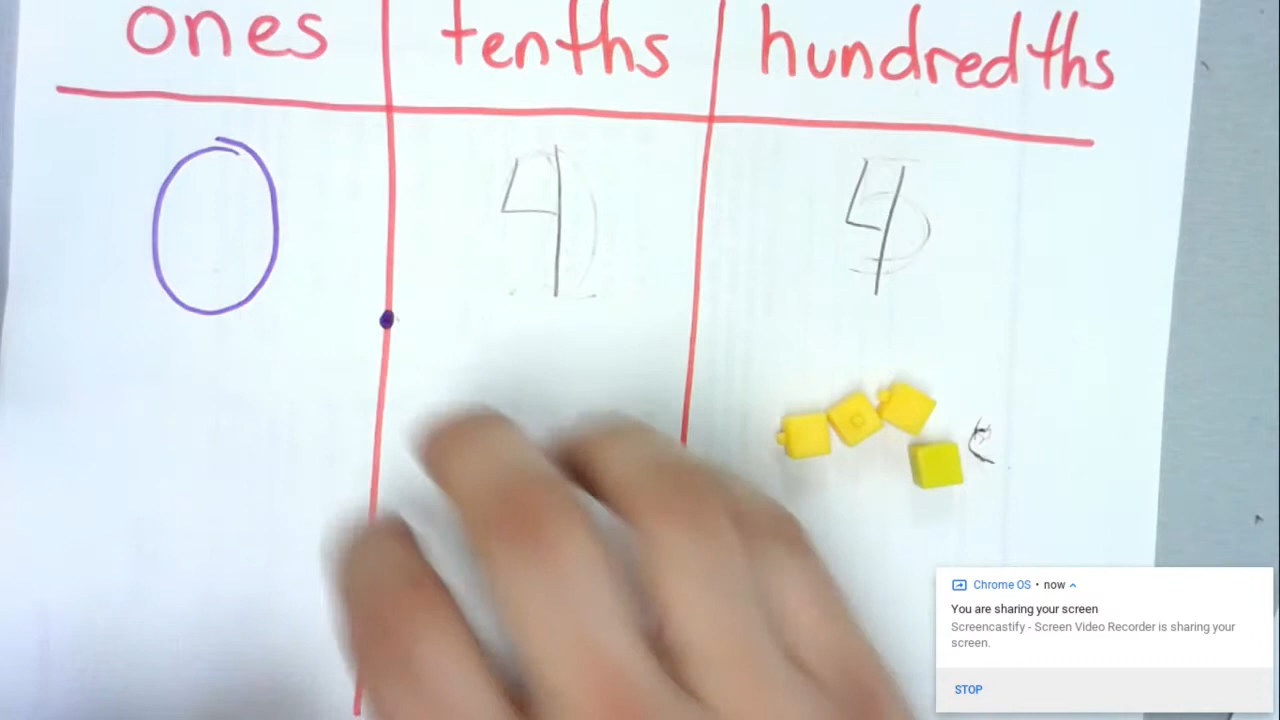 ones tenths hundredths
0 . 4 4
Chrome OS • now
You are sharing your screen
Screencastify - Screen Video Recorder is sharing your
screen.
STOP